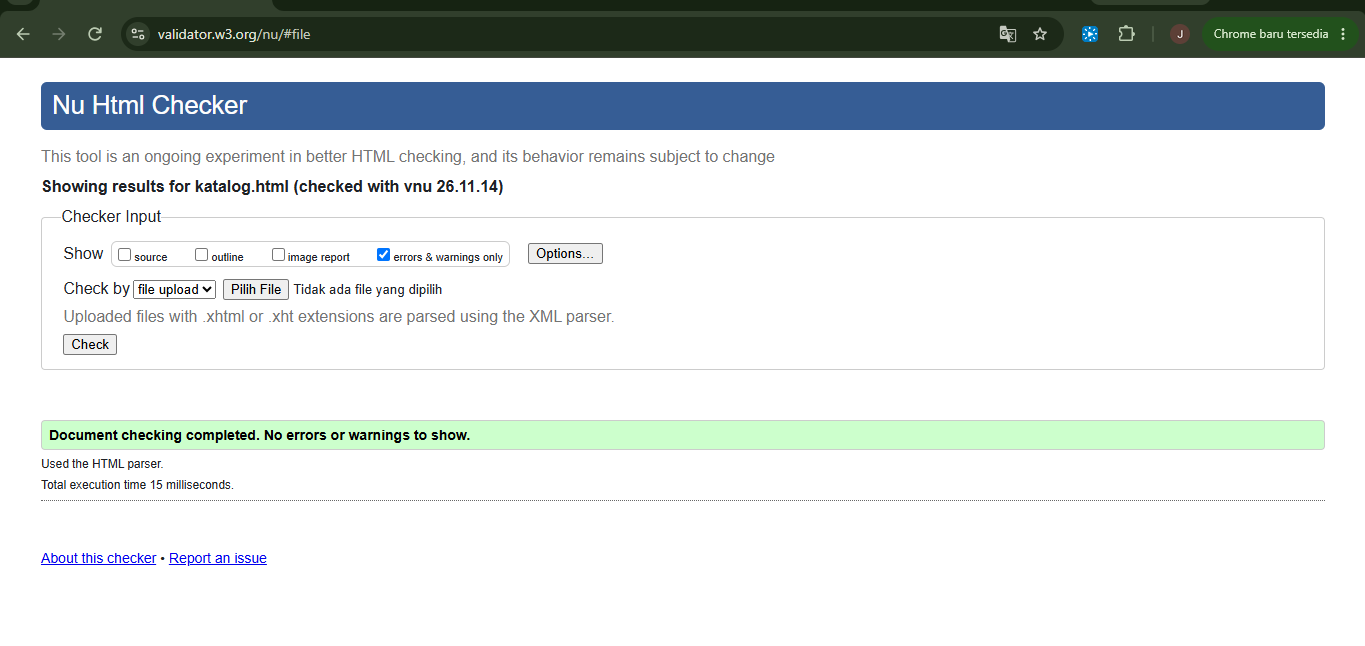 validator.w3.org/nu/#file
J
Chrome baru tersedia
Nu Html Checker
This tool is an ongoing experiment in better HTML checking, and its behavior remains subject to change
Showing results for katalog.html (checked with vnu 26.11.14)
Checker Input
Show source outline image report errors & warnings only Options...
Check by file upload Pilih File Tidak ada file yang dipilih
Uploaded files with .xhtml or .xht extensions are parsed using the XML parser.
Check
Document checking completed. No errors or warnings to show.
Used the HTML parser.
Total execution time 15 milliseconds.
About this checker • Report an issue